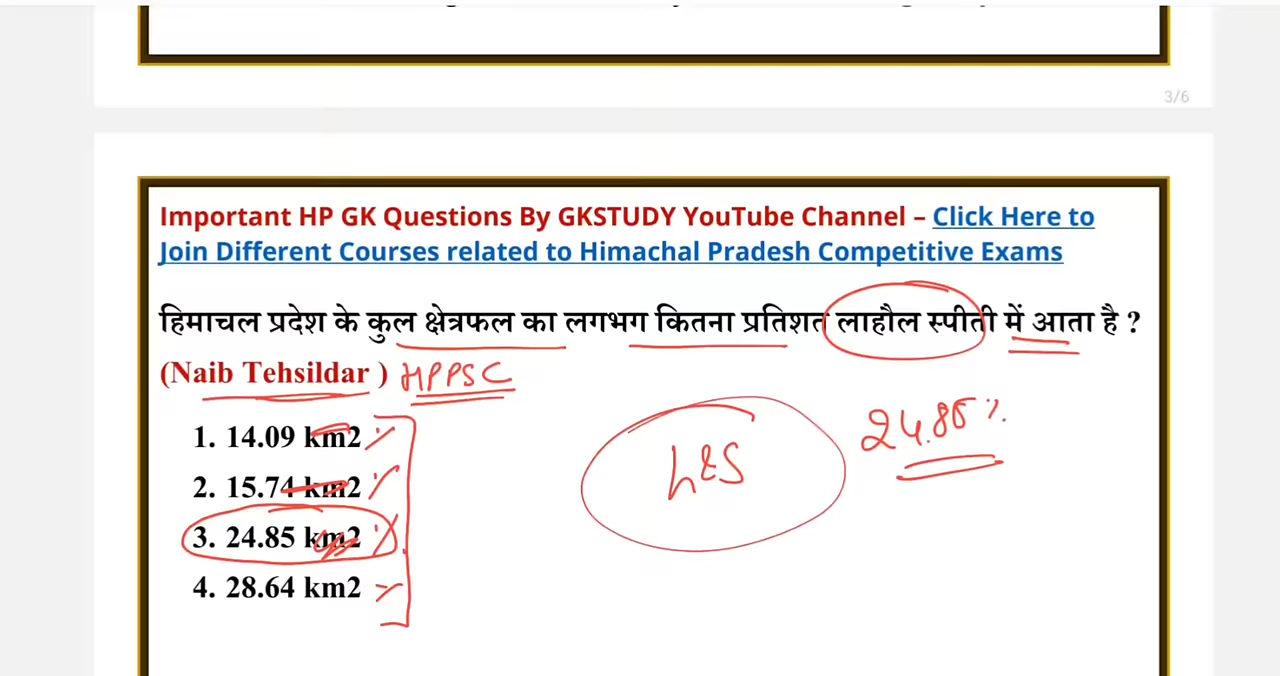 3/6
Important HP GK Questions By GKSTUDY YouTube Channel – Click Here to
Join Different Courses related to Himachal Pradesh Competitive Exams
हिमाचल प्रदेश के कुल क्षेत्रफल का लगभग कितना प्रतिशत लाहौल स्पीती में आता है ?
(Naib Tehsildar ) HPPSC
1. 14.09 km2 %
2. 15.74 km2 %
3. 24.85 km2 %
4. 28.64 km2 %
L&S
24.85 %